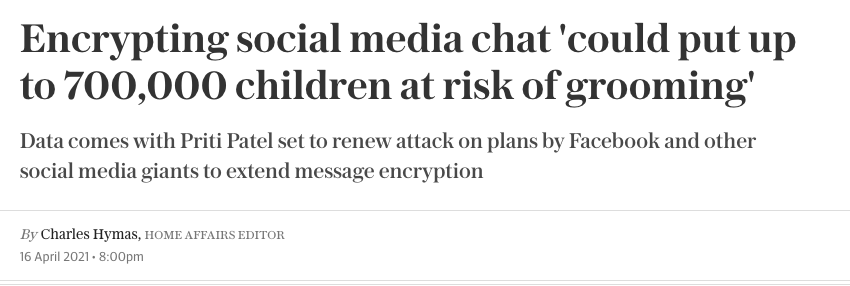 Encrypting social media chat 'could put up
to 700,000 children at risk of grooming'
Data comes with Priti Patel set to renew attack on plans by Facebook and other
social media giants to extend message encryption
By Charles Hymas, HOME AFFAIRS EDITOR
16 April 2021 • 8:00pm